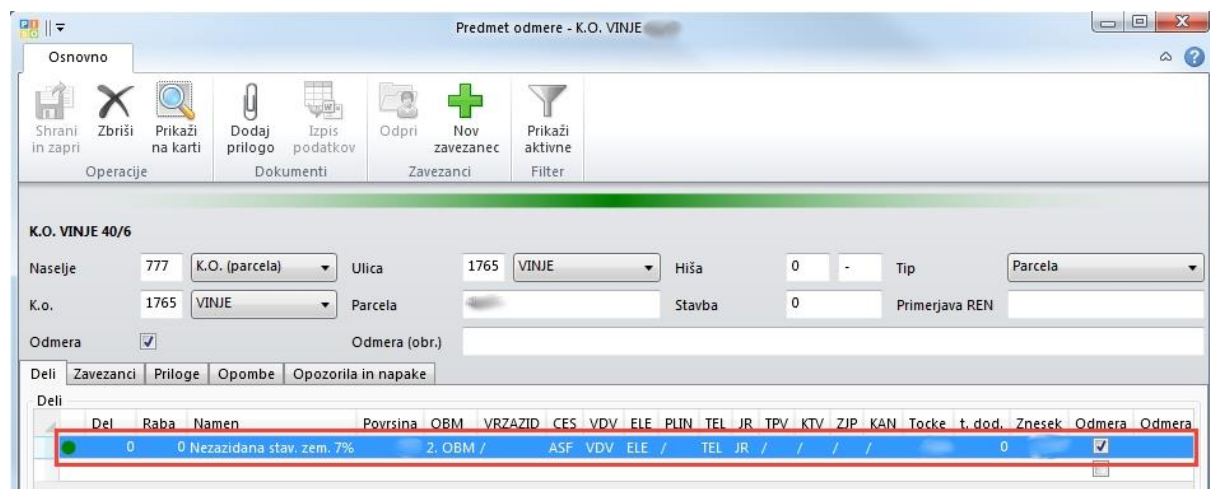 Predmet odmere - K.O. VINJE
Osnovno
Shrani in zapri
Zbriši
Prikaži na karti
Dodaj prilogo
Izpis podatkov
Odpri
Nov zavezanec
Prikaži aktivne
Operacije Dokumenti Zavezanci Filter
K.O. VINJE 40/6
Naselje 777 K.O. (parcela) Ulica 1765 VINJE Hiša 0 - Tip Parcela
K.o. 1765 VINJE Parcela Stavba 0 Primerjava REN
Odmera Odmera (obr.)
Deli Zavezanci Priloge Opombe Opozorila in napake
Deli
Del Raba Namen Povrsina OBM VRZAZID CES VDV ELE PLIN TEL JR TPV KTV ZJP KAN Tocke t. dod. Znesek Odmera Odmera
0 0 Nezazidana stav. zem. 7% 2. OBM / ASF VDV ELE / TEL JR / / / / 0